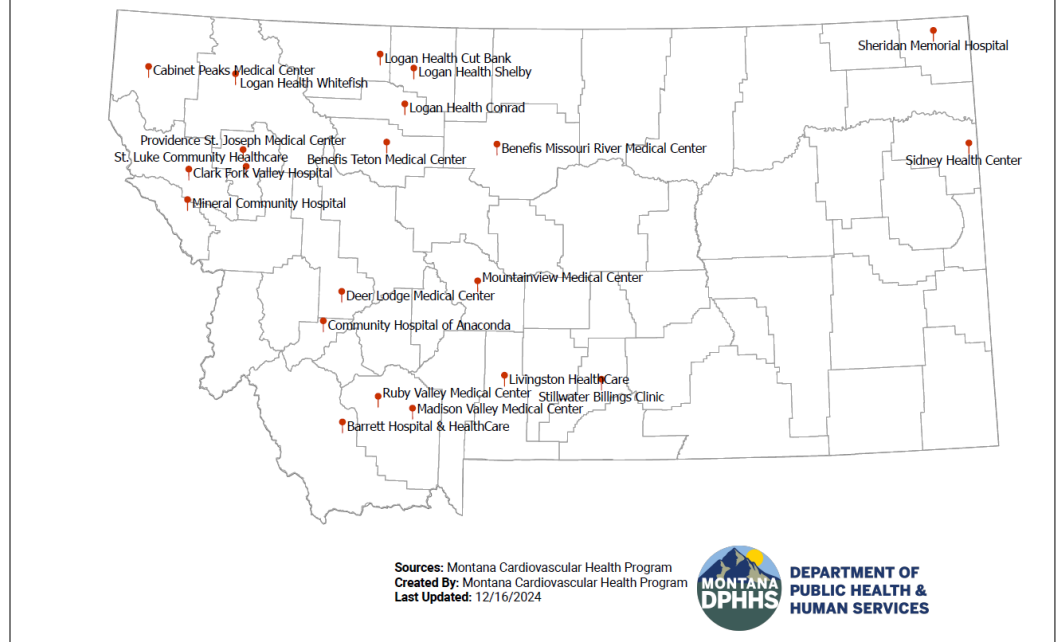 Sheridan Memorial Hospital
Logan Health Cut Bank
Cabinet Peaks Medical Center
Logan Health Shelby
Logan Health Whitefish
Logan Health Conrad
Providence St. Joseph Medical Center
Benefis Missouri River Medical Center
St. Luke Community Healthcare
Benefis Teton Medical Center
Sidney Health Center
Clark Fork Valley Hospital
Mineral Community Hospital
Mountainview Medical Center
Deer Lodge Medical Center
Community Hospital of Anaconda
Livingston HealthCare
Ruby Valley Medical Center
Stillwater Billings Clinic
Madison Valley Medical Center
Barrett Hospital & HealthCare
Sources: Montana Cardiovascular Health Program
Created By: Montana Cardiovascular Health Program
Last Updated: 12/16/2024
MONTANA
DPHHS
DEPARTMENT OF
PUBLIC HEALTH &
HUMAN SERVICES